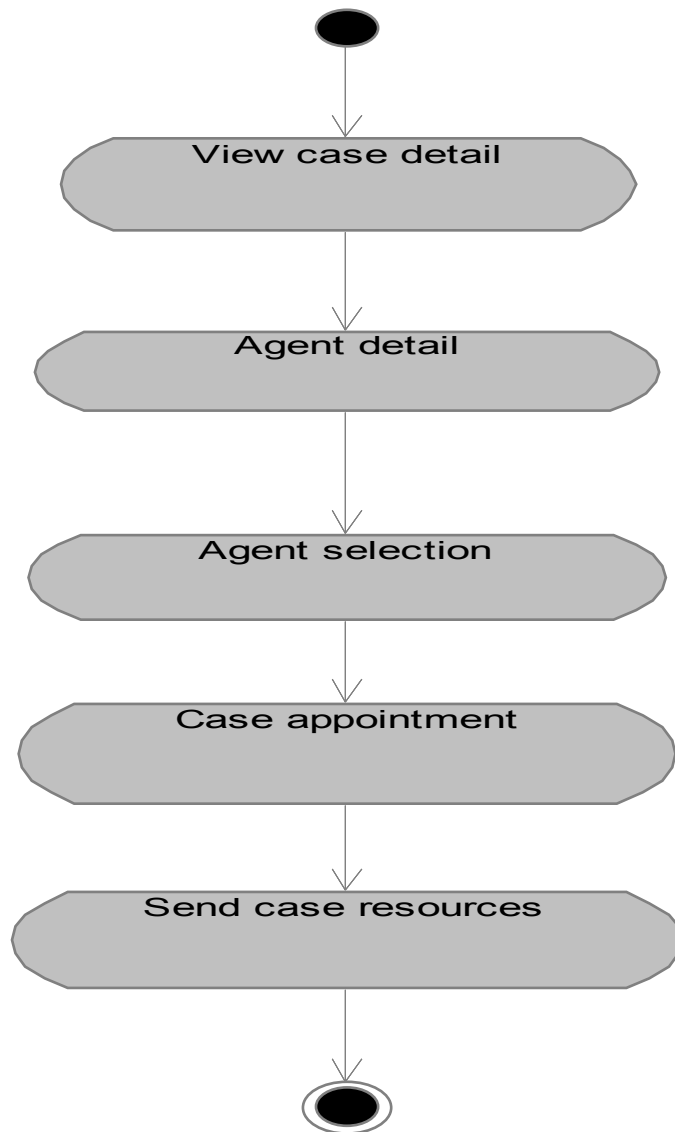 View case detail
Agent detail
Agent selection
Case appointment
Send case resources